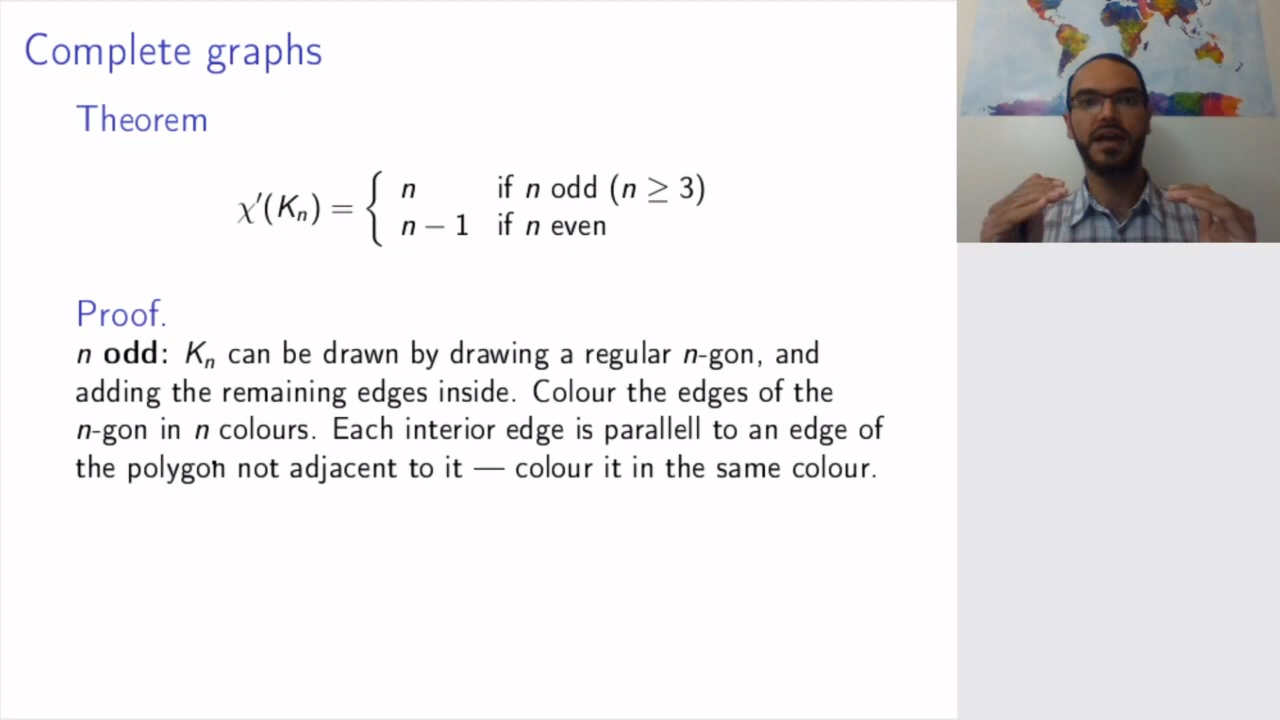 Complete graphs
Theorem
χ′(Kₙ) = { n if n odd (n ≥ 3)
n − 1 if n even
Proof.
n odd: Kₙ can be drawn by drawing a regular n-gon, and
adding the remaining edges inside. Colour the edges of the
n-gon in n colours. Each interior edge is parallell to an edge of
the polygon not adjacent to it — colour it in the same colour.